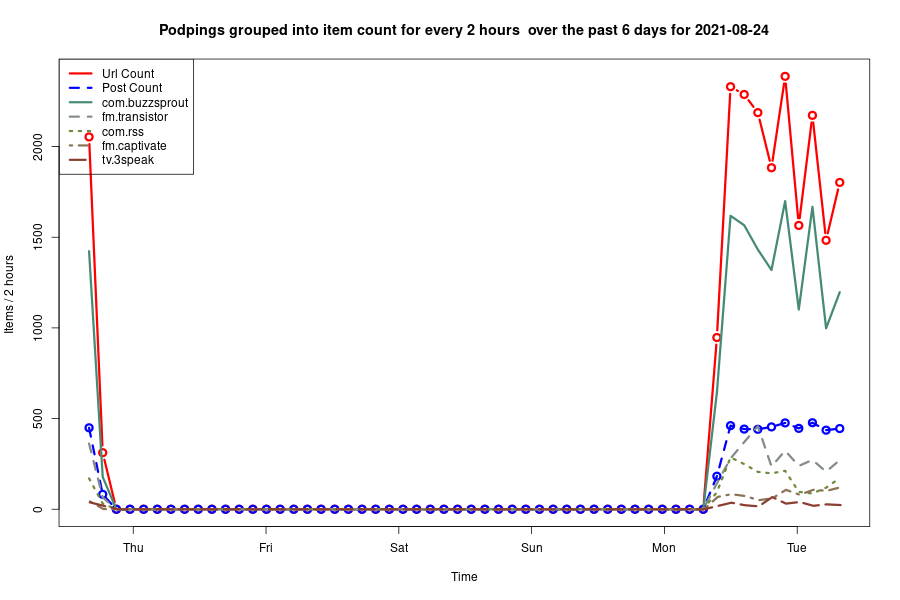 Podpings grouped into item count for every 2 hours  over the past 6 days for 2021-08-24
Url Count
Post Count
com.buzzsprout
fm.transistor
com.rss
fm.captivate
tv.3speak
Items / 2 hours
2000
1500
1000
500
0
Thu
Fri
Sat
Sun
Mon
Tue
Time